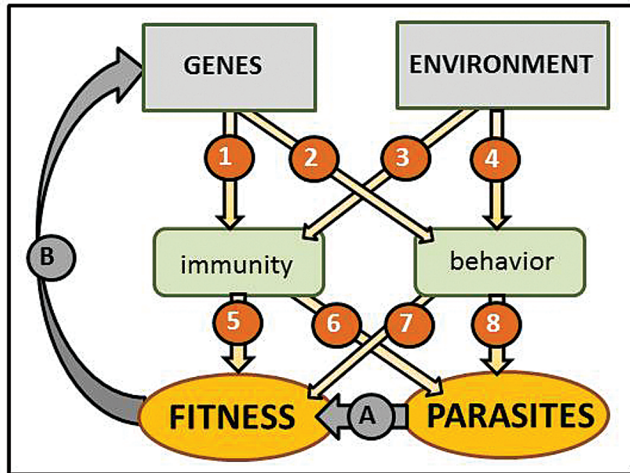 GENES
ENVIRONMENT
1
2
3
4
B
immunity
behavior
5
6
7
8
FITNESS
A
PARASITES